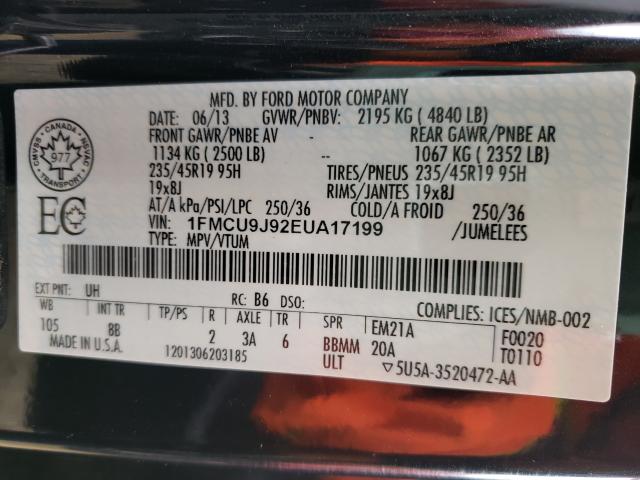 MFD. BY FORD MOTOR COMPANY
DATE: 06/13 GVWR/PNBV: 2195 KG ( 4840 LB)
FRONT GAWR/PNBE AV - REAR GAWR/PNBE AR
1134 KG ( 2500 LB) -- 1067 KG ( 2352 LB)
235/45R19 95H TIRES/PNEUS 235/45R19 95H
19x8J RIMS/JANTES 19x8J
AT/A kPa/PSI/LPC 250/36 COLD/A FROID 250/36
VIN: 1FMCU9J92EUA17199 /JUMELEES
TYPE: MPV/VTUM
CMVSS • CANADA • NSVAC
977
TRANSPORT
EC
EXT PNT: UH RC: B6 DSO: COMPLIES: ICES/NMB-002
WB INT TR TP/PS R AXLE TR SPR EM21A F0020
105 8B 2 3A 6 BBMM 20A T0110
MADE IN U.S.A. 1201306203185 ULT ▽5U5A-3520472-AA